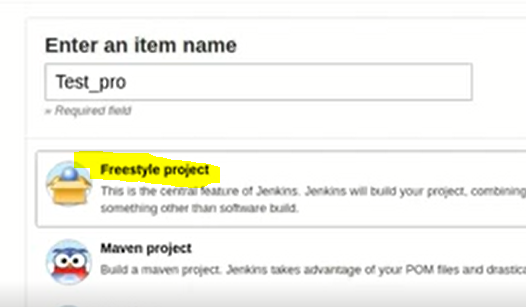 Enter an item name
Test_pro
» Required field
Freestyle project
This is the central feature of Jenkins. Jenkins will build your project, combining
something other than software build.
Maven project
Build a maven project. Jenkins takes advantage of your POM files and drastica